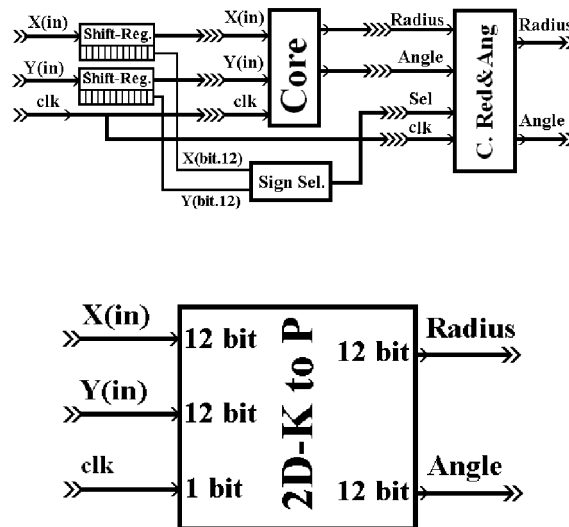 X(in)
Shift-Reg.
X(in)
Radius
Radius
Y(in)
Shift-Reg.
Y(in)
Core
Angle
C. Red&Ang
clk
clk
Sel
clk
Angle
X(bit.12)
Sign Sel.
Y(bit.12)
X(in)
12 bit
2D-K to P
12 bit
Radius
Y(in)
12 bit
clk
1 bit
12 bit
Angle